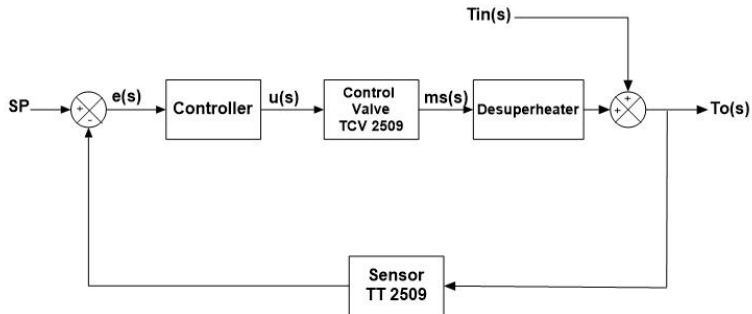 Tin(s)
SP
+
-
e(s)
Controller
u(s)
Control
Valve
TCV 2509
ms(s)
Desuperheater
+
+
To(s)
Sensor
TT 2509